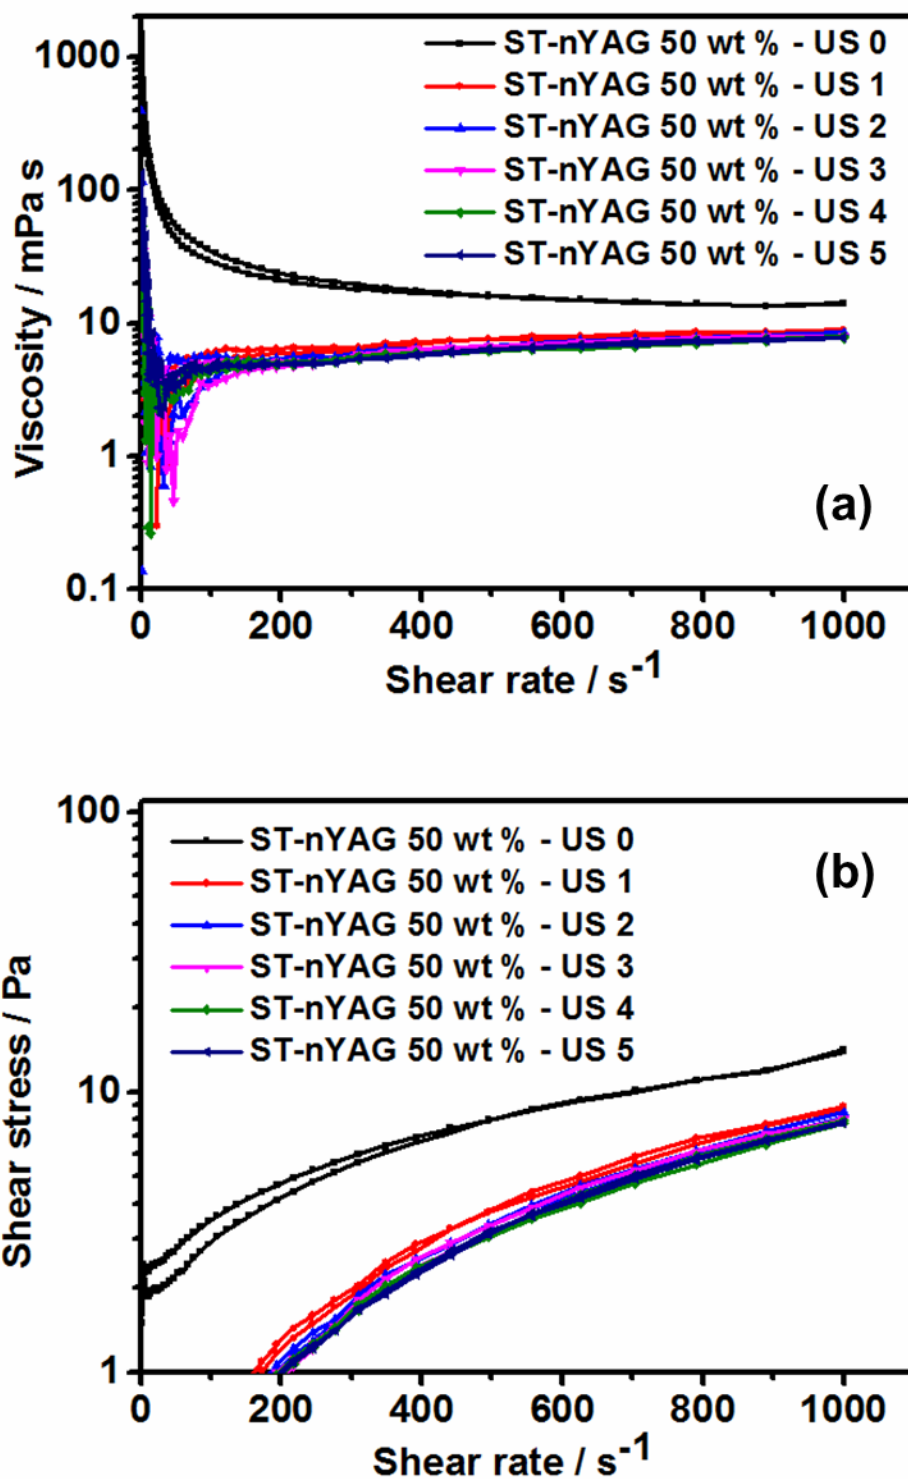 1000
100
10
1
0.1
Viscosity / mPa s
ST-nYAG 50 wt % - US 0
ST-nYAG 50 wt % - US 1
ST-nYAG 50 wt % - US 2
ST-nYAG 50 wt % - US 3
ST-nYAG 50 wt % - US 4
ST-nYAG 50 wt % - US 5
(a)
0 200 400 600 800 1000
Shear rate / s⁻¹
100
10
1
Shear stress / Pa
ST-nYAG 50 wt % - US 0
ST-nYAG 50 wt % - US 1
ST-nYAG 50 wt % - US 2
ST-nYAG 50 wt % - US 3
ST-nYAG 50 wt % - US 4
ST-nYAG 50 wt % - US 5
(b)
0 200 400 600 800 1000
Shear rate / s⁻¹